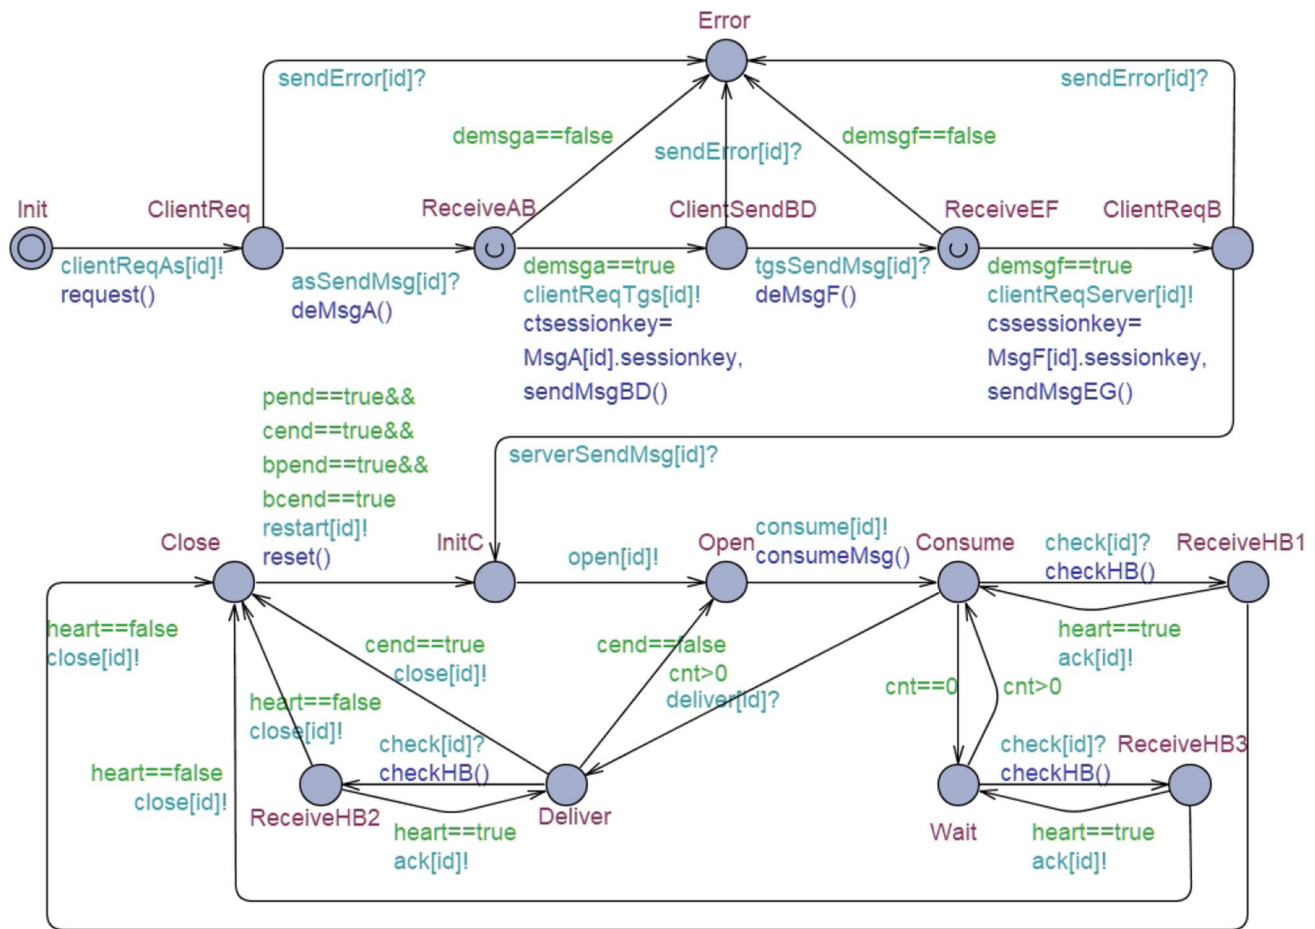 Error
sendError[id]?
sendError[id]?
demsga==false
sendError[id]?
demsgf==false
Init
ClientReq
ReceiveAB
ClientSendBD
ReceiveEF
ClientReqB
clientReqAs[id]!
request()
asSendMsg[id]?
deMsgA()
demsga==true
clientReqTgs[id]!
ctsessionkey=
MsgA[id].sessionkey,
sendMsgBD()
tgsSendMsg[id]?
deMsgF()
demsgf==true
clientReqServer[id]!
cssessionkey=
MsgF[id].sessionkey,
sendMsgEG()
pend==true&&
cend==true&&
bpend==true&&
bcend==true
restart[id]!
reset()
serverSendMsg[id]?
Close
InitC
open[id]!
Open
consume[id]!
consumeMsg()
Consume
check[id]?
checkHB()
ReceiveHB1
heart==false
close[id]!
cend==true
close[id]!
cend==false
cnt>0
deliver[id]?
heart==true
ack[id]!
cnt==0
cnt>0
heart==false
close[id]!
check[id]?
checkHB()
heart==false
close[id]!
check[id]?
checkHB()
ReceiveHB3
ReceiveHB2
Deliver
heart==true
ack[id]!
Wait
heart==true
ack[id]!